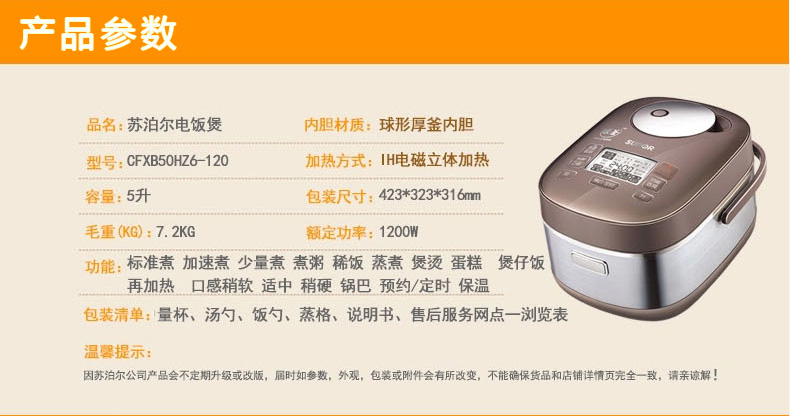 产品参数
品名：苏泊尔电饭煲 内胆材质：球形厚釜内胆
型号：CFXB50HZ6-120 加热方式：IH电磁立体加热
容量：5升 包装尺寸：423*323*316mm
毛重(KG)：7.2KG 额定功率：1200W
功能：标准煮 加速煮 少量煮 煮粥 稀饭 蒸煮 煲汤 蛋糕 煲仔饭
再加热 口感稍软 适中 稍硬 锅巴 预约/定时 保温
包装清单：量杯、汤勺、饭勺、蒸格、说明书、售后服务网点一浏览表
温馨提示：
因苏泊尔公司产品会不定期升级或改版，届时如参数，外观，包装或附件会有所改变，不能确保货品和店铺详情页完全一致，请亲谅解！
SUPOR
24:00